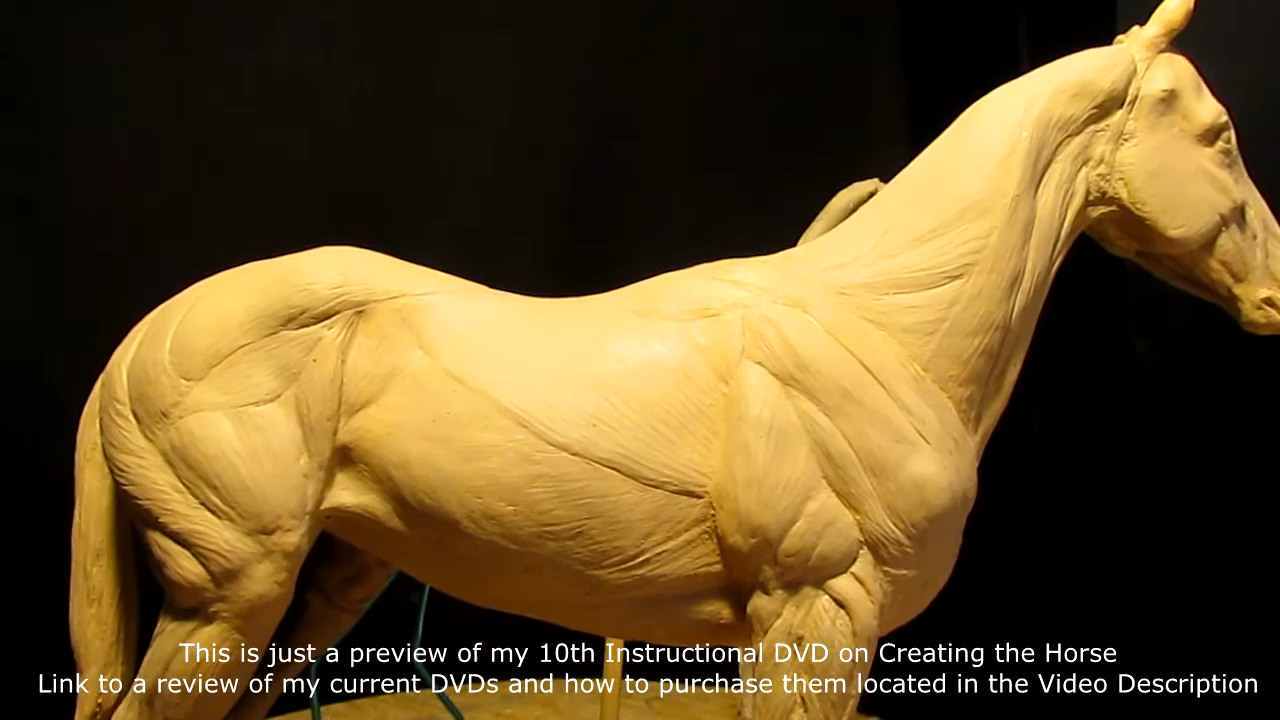 This is just a preview of my 10th Instructional DVD on Creating the Horse
Link to a review of my current DVDs and how to purchase them located in the Video Description